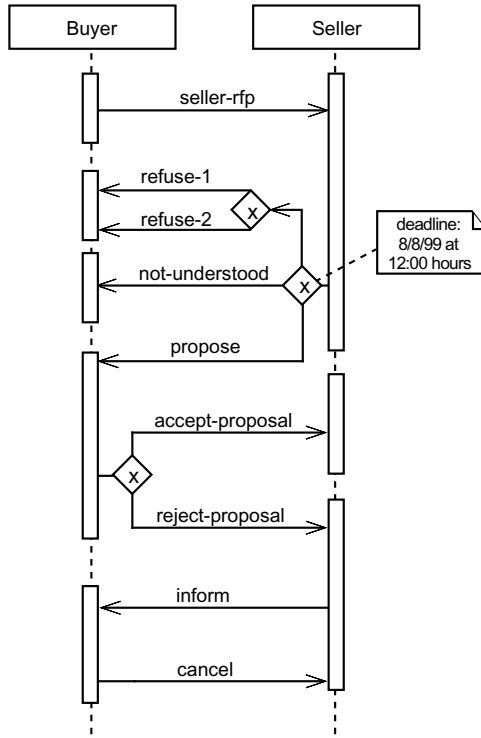 Buyer
Seller
seller-rfp
refuse-1
x
refuse-2
deadline:
8/8/99 at
12:00 hours
not-understood
x
propose
accept-proposal
x
reject-proposal
inform
cancel